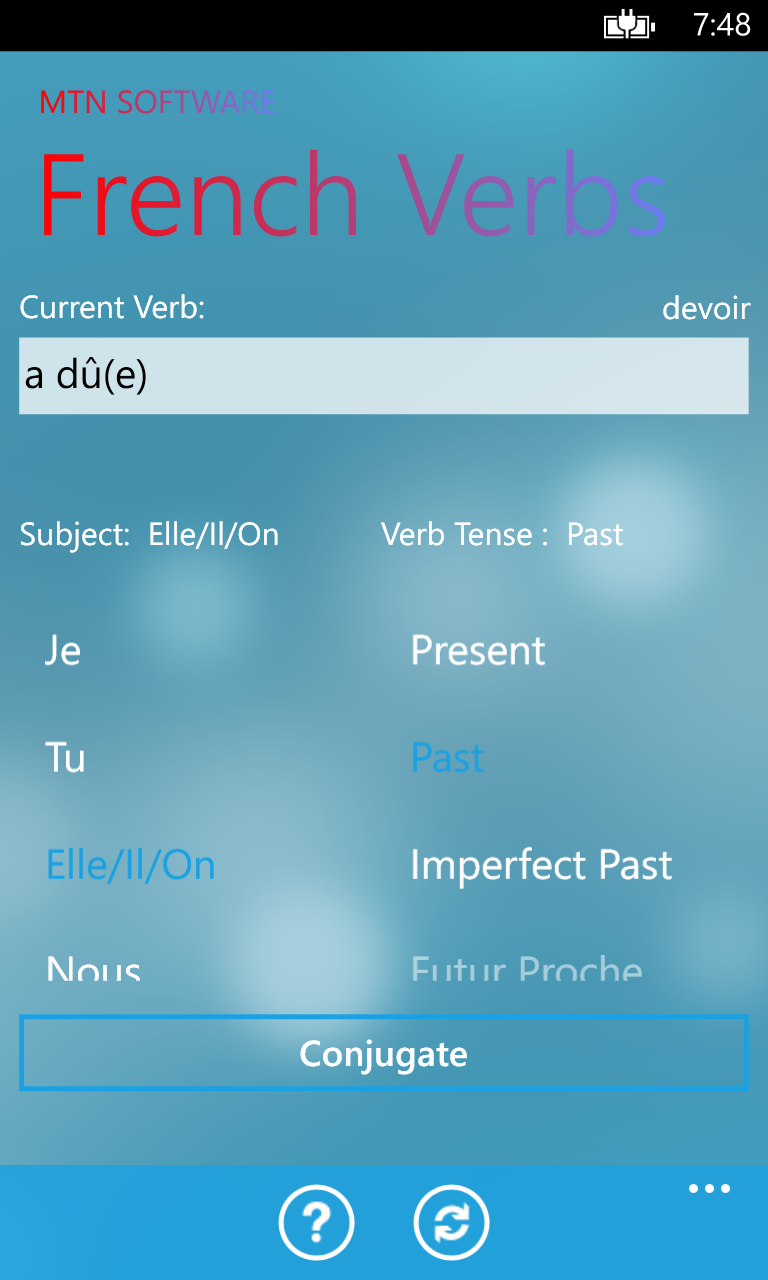 7:48
MTN SOFTWARE
French Verbs
Current Verb: devoir
a dû(e)
Subject: Elle/Il/On Verb Tense : Past
Je Present
Tu Past
Elle/Il/On Imperfect Past
Nous Futur Proche
Conjugate
?